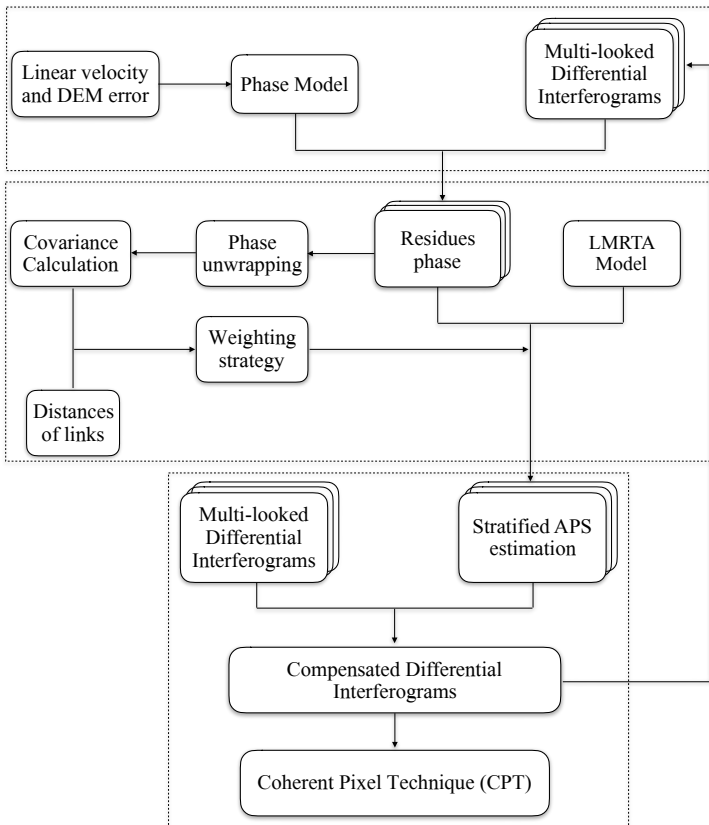 Linear velocity
and DEM error
Phase Model
Multi-looked
Differential
Interferograms
Covariance
Calculation
Phase
unwrapping
Residues
phase
LMRTA
Model
Weighting
strategy
Distances
of links
Multi-looked
Differential
Interferograms
Stratified APS
estimation
Compensated Differential
Interferograms
Coherent Pixel Technique (CPT)